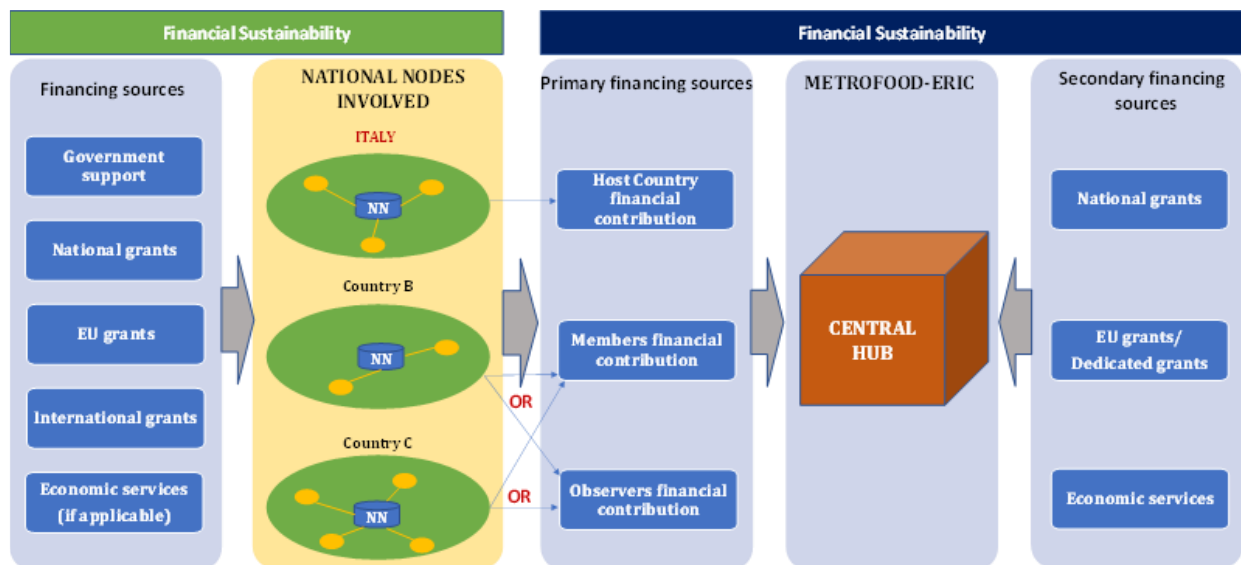 Financial Sustainability
Financial Sustainability
Financing sources
Government
support
National grants
EU grants
International grants
Economic services
(if applicable)
NATIONAL NODES
INVOLVED
ITALY
NN
Country B
NN
Country C
NN
OR
OR
Primary financing sources
Host Country
financial
contribution
Members financial
contribution
Observers financial
contribution
METROFOOD-ERIC
CENTRAL
HUB
Secondary financing
sources
National grants
EU grants/
Dedicated grants
Economic services